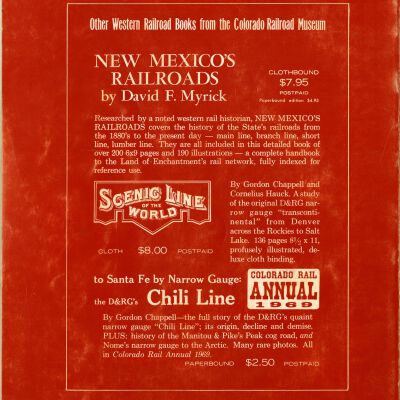 Other Western Railroad Books from the Colorado Railroad Museum
NEW MEXICO'S
RAILROADS
by David F. Myrick
CLOTHBOUND
$7.95
POSTPAID
Paperbound edition $4.95
Researched by a noted western rail historian, NEW MEXICO'S
RAILROADS covers the history of the State's railroads from
the 1880's to the present day — main line, branch line, short
line, lumber line. They are all included in this detailed book of
over 200 6x9 pages and 190 illustrations — a complete handbook
to the Land of Enchantment's rail network, fully indexed for
reference use.
SCENIC LINE
OF THE
WORLD
CLOTH $8.00 POSTPAID
By Gordon Chappell and
Cornelius Hauck. A study
of the original D&RG nar-
row gauge "transconti-
nental" from Denver
across the Rockies to Salt
Lake. 136 pages 8½ x 11,
profusely illustrated, de-
luxe cloth binding.
to Santa Fe by Narrow Gauge:
the D&RG's Chili Line
COLORADO RAIL
ANNUAL
1969
By Gordon Chappell—the full story of the D&RG's quaint
narrow gauge "Chili Line"; its origin, decline and demise.
PLUS: history of the Manitou & Pike's Peak cog road, and
Nome's narrow gauge to the Arctic. Many rare photos. All
in Colorado Rail Annual 1969.
PAPERBOUND $2.50 POSTPAID